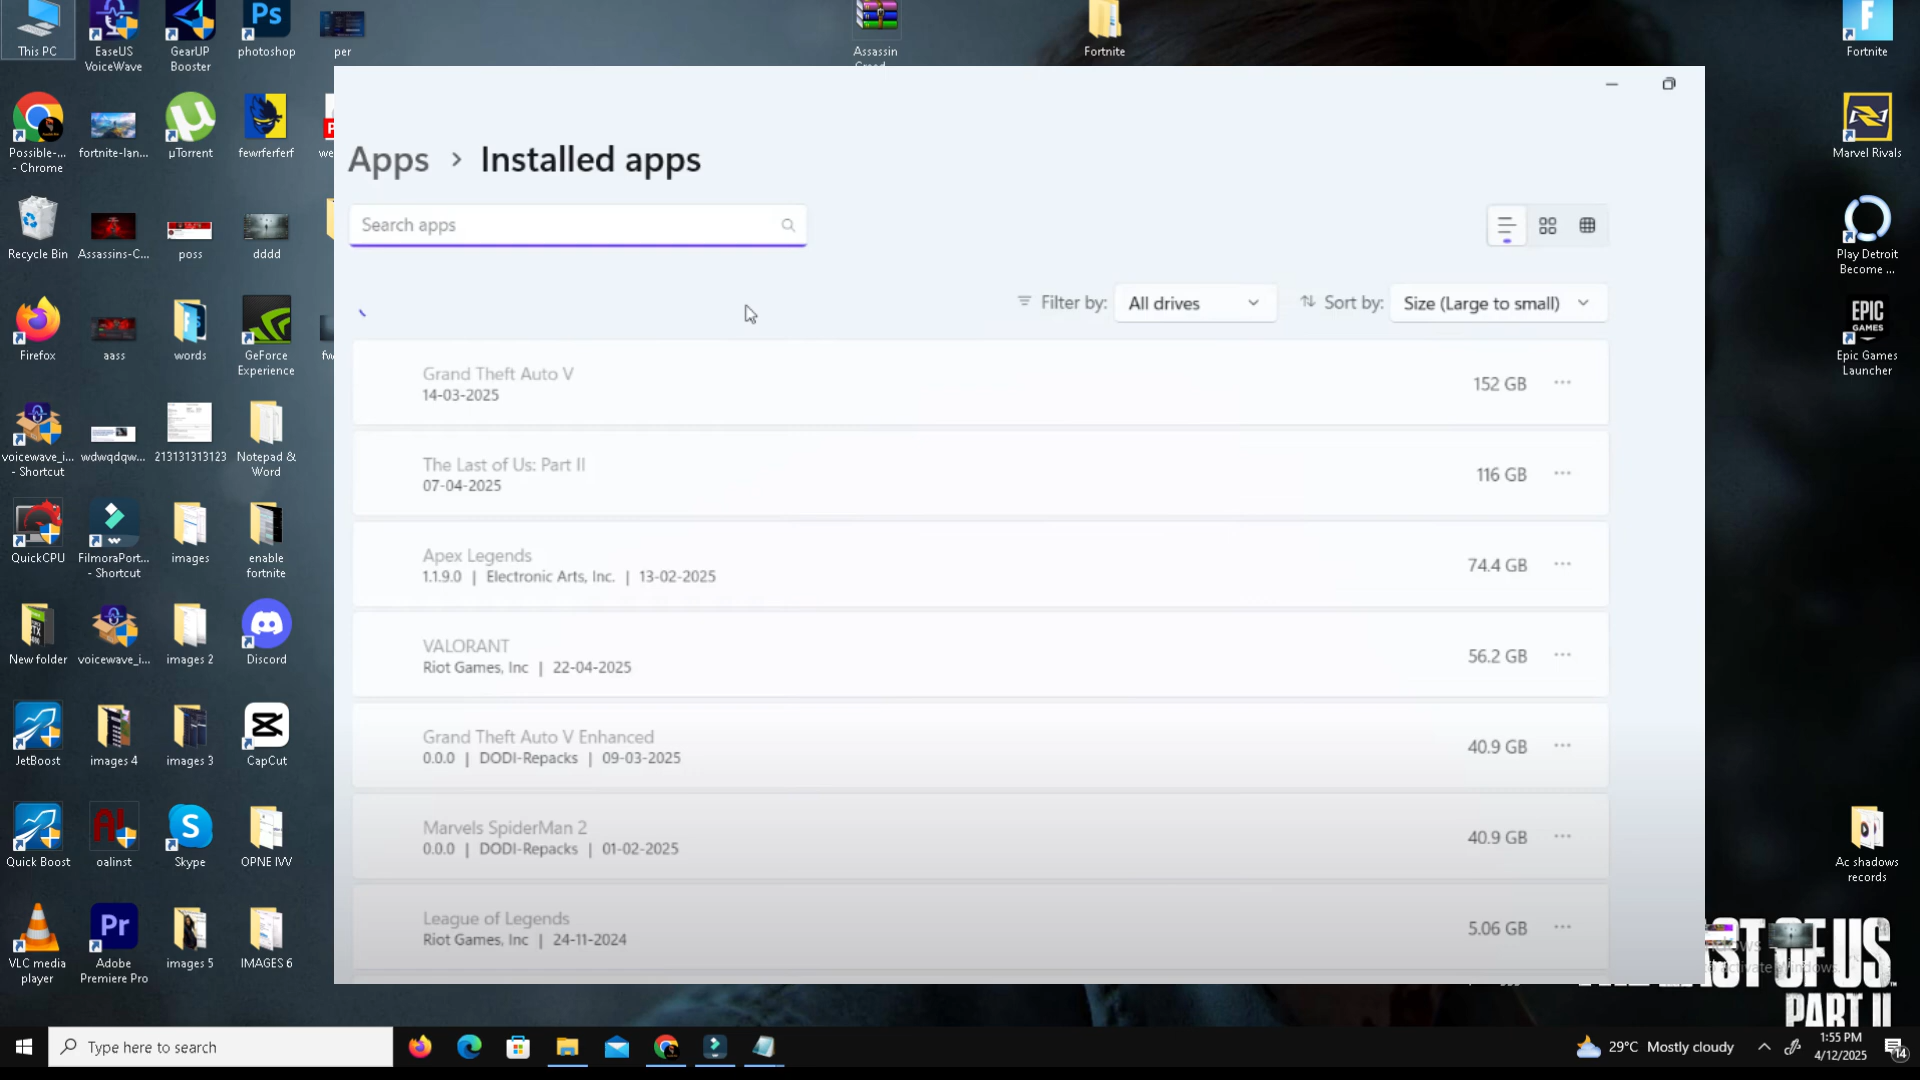 This PC
EaseUS
VoiceWave
GearUP
Booster
Ps
photoshop
per
Assassin
Fortnite
Fortnite
Possible-...
- Chrome
fortnite-lan...
µTorrent
fewrferferf
we
Marvel Rivals
Recycle Bin
Assassins-C...
poss
dddd
Play Detroit
Become ...
Firefox
aass
words
GeForce
Experience
EPIC
GAMES
Epic Games
Launcher
voicewave_i...
- Shortcut
wdwqdqw...
213131313123
Notepad &
Word
QuickCPU
FilmoraPort...
- Shortcut
images
enable
fortnite
New folder
voicewave_i...
images 2
Discord
JetBoost
images 4
images 3
CapCut
Quick Boost
oalinst
Skype
OPNE IVV
Ac shadows
records
VLC media
player
Pr
Adobe
Premiere Pro
images 5
IMAGES 6
Apps > Installed apps
Search apps
Filter by: All drives
Sort by: Size (Large to small)
Grand Theft Auto V
14-03-2025
152 GB
The Last of Us: Part II
07-04-2025
116 GB
Apex Legends
1.1.9.0 | Electronic Arts, Inc. | 13-02-2025
74.4 GB
VALORANT
Riot Games, Inc | 22-04-2025
56.2 GB
Grand Theft Auto V Enhanced
0.0.0 | DODI-Repacks | 09-03-2025
40.9 GB
Marvels SpiderMan 2
0.0.0 | DODI-Repacks | 01-02-2025
40.9 GB
League of Legends
Riot Games, Inc | 24-11-2024
5.06 GB
OF US
PART II
Type here to search
29°C Mostly cloudy
1:55 PM
4/12/2025
14